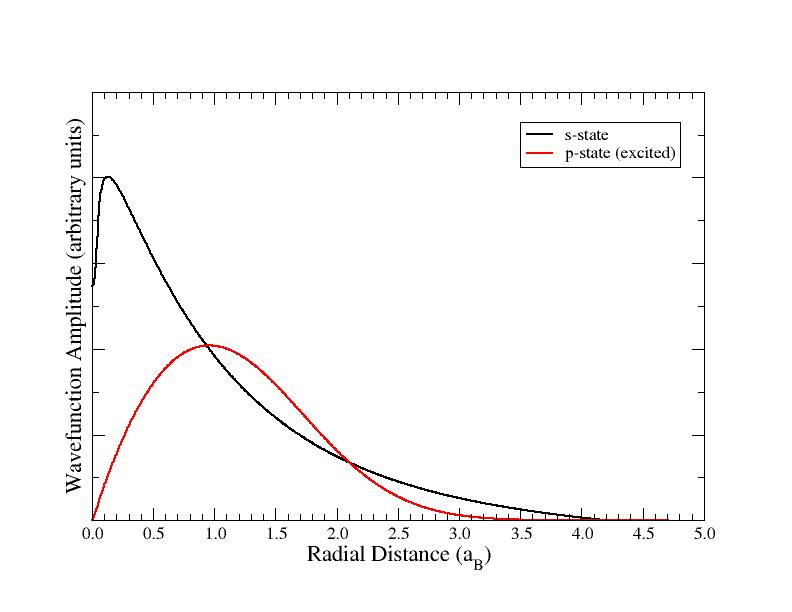 s-state
p-state (excited)
Wavefunction Amplitude (arbitrary units)
0.0 0.5 1.0 1.5 2.0 2.5 3.0 3.5 4.0 4.5 5.0
Radial Distance (aB)